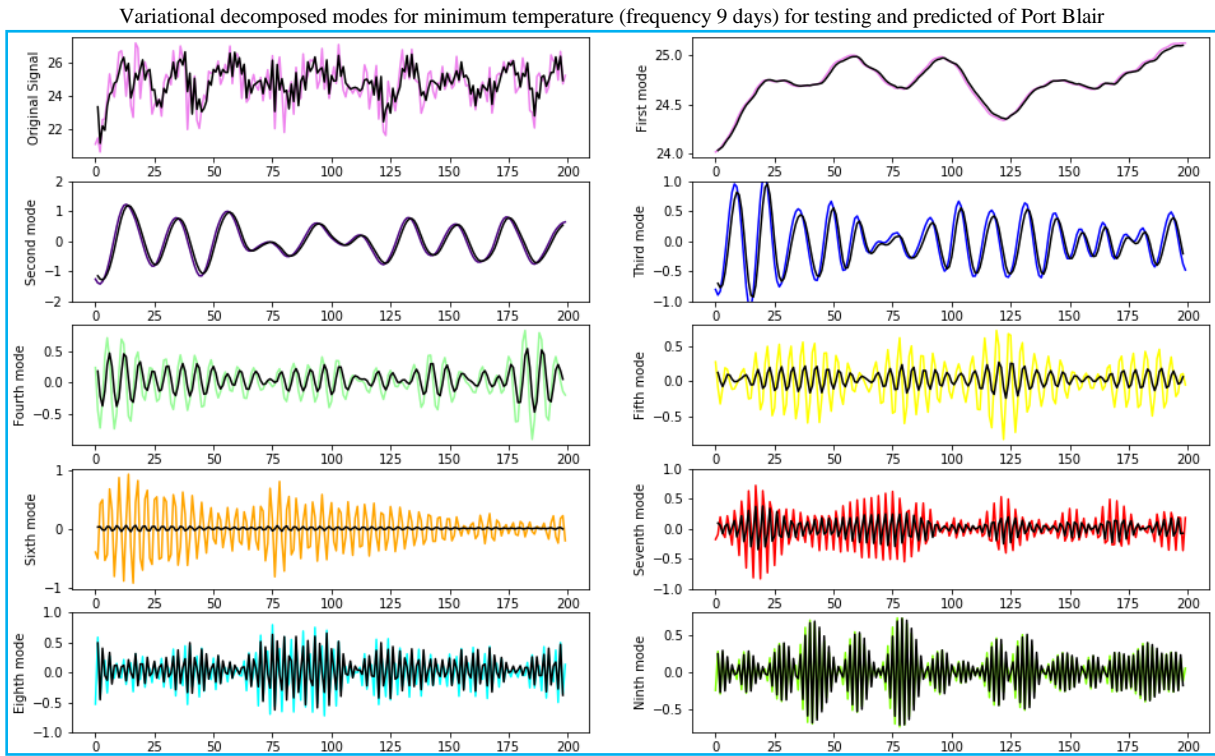 Variational decomposed modes for minimum temperature (frequency 9 days) for testing and predicted of Port Blair
Original Signal
26
24
22
0 25 50 75 100 125 150 175 200
First mode
25.0
24.5
24.0
0 25 50 75 100 125 150 175 200
Second mode
2
1
0
−1
−2
0 25 50 75 100 125 150 175 200
Third mode
1.0
0.5
0.0
−0.5
−1.0
0 25 50 75 100 125 150 175 200
Fourth mode
0.5
0.0
−0.5
0 25 50 75 100 125 150 175 200
Fifth mode
0.5
0.0
−0.5
0 25 50 75 100 125 150 175 200
Sixth mode
1
0
−1
0 25 50 75 100 125 150 175 200
Seventh mode
1.0
0.5
0.0
−0.5
−1.0
0 25 50 75 100 125 150 175 200
Eighth mode
1.0
0.5
0.0
−0.5
−1.0
0 25 50 75 100 125 150 175 200
Ninth mode
0.5
0.0
−0.5
0 25 50 75 100 125 150 175 200